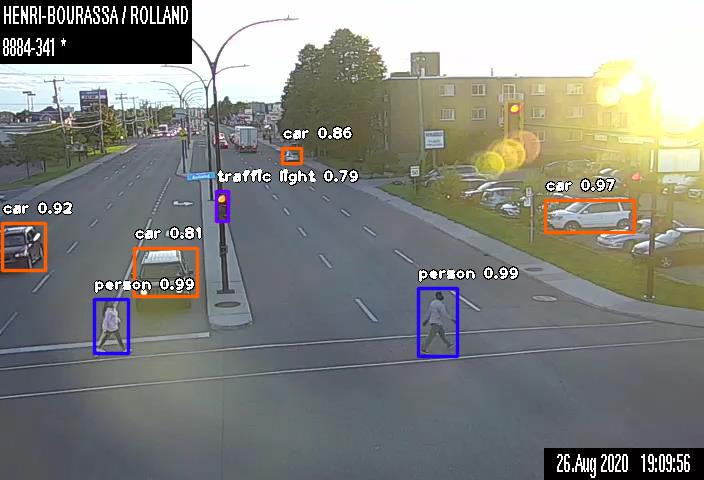 HENRI-BOURASSA / ROLLAND
8884-341 *
car 0.86
traffic light 0.79
car 0.97
car 0.92
car 0.81
person 0.99
person 0.99
26.Aug 2020 19:09:56